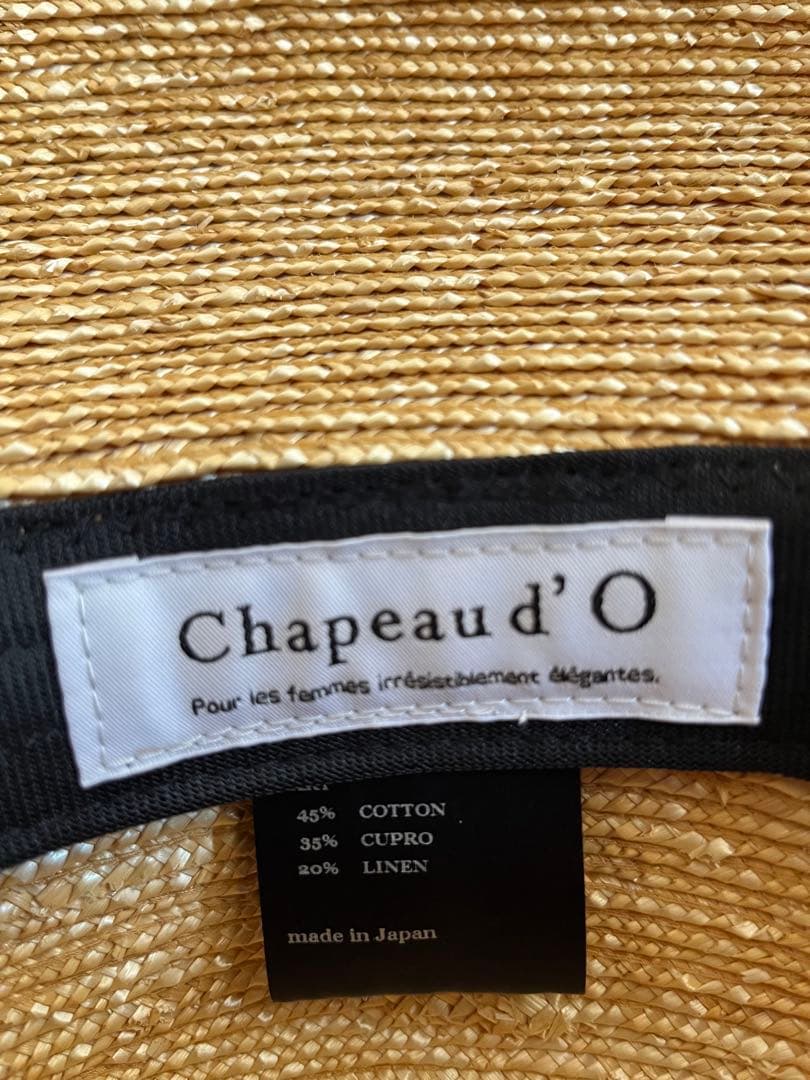 Chapeau d' O
Pour les femmes irrésistiblement élégantes.
45% COTTON
35% CUPRO
20% LINEN
made in Japan